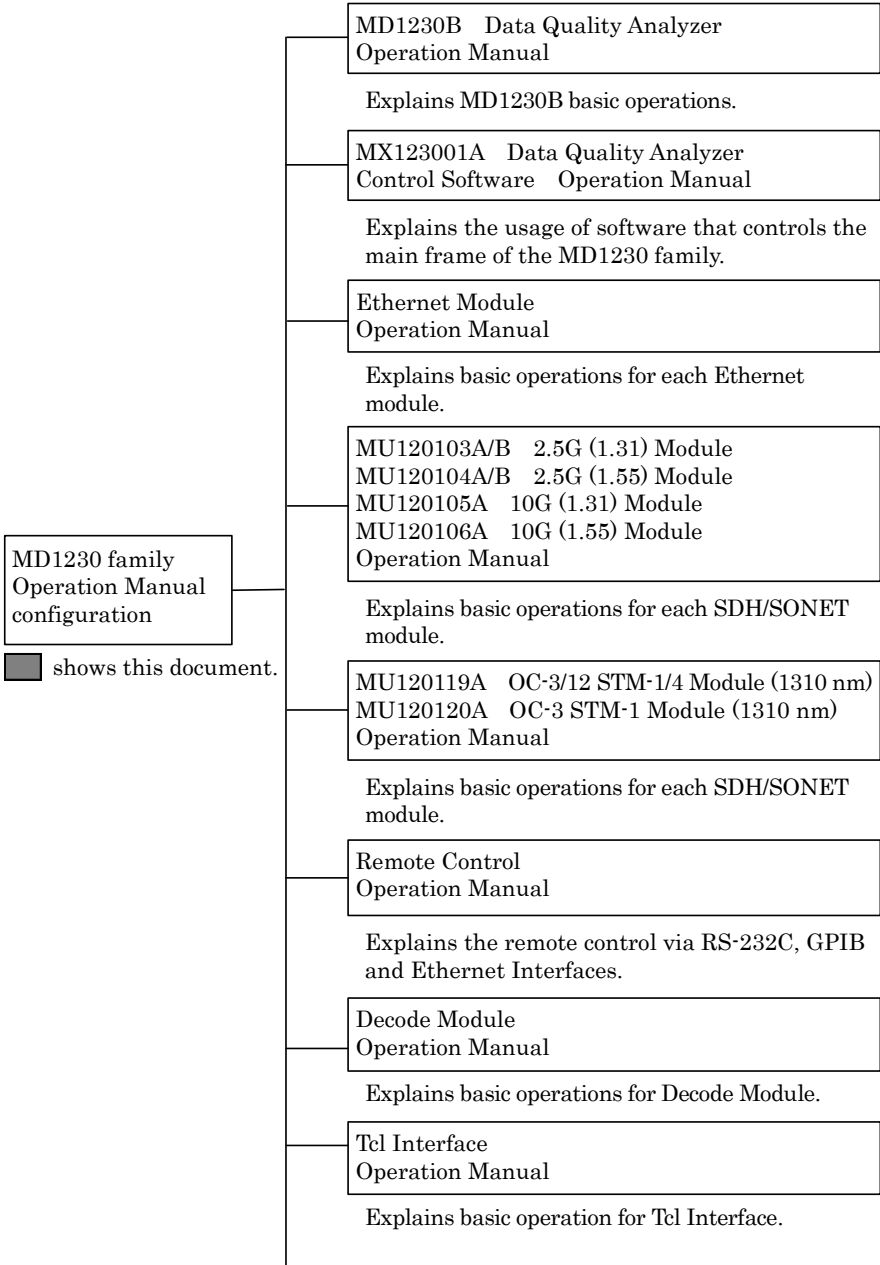 MD1230B Data Quality Analyzer
Operation Manual
Explains MD1230B basic operations.
MX123001A Data Quality Analyzer
Control Software Operation Manual
Explains the usage of software that controls the
main frame of the MD1230 family.
Ethernet Module
Operation Manual
Explains basic operations for each Ethernet
module.
MU120103A/B 2.5G (1.31) Module
MU120104A/B 2.5G (1.55) Module
MU120105A 10G (1.31) Module
MU120106A 10G (1.55) Module
Operation Manual
Explains basic operations for each SDH/SONET
module.
MD1230 family
Operation Manual
configuration
shows this document.
MU120119A OC-3/12 STM-1/4 Module (1310 nm)
MU120120A OC-3 STM-1 Module (1310 nm)
Operation Manual
Explains basic operations for each SDH/SONET
module.
Remote Control
Operation Manual
Explains the remote control via RS-232C, GPIB
and Ethernet Interfaces.
Decode Module
Operation Manual
Explains basic operations for Decode Module.
Tcl Interface
Operation Manual
Explains basic operation for Tcl Interface.